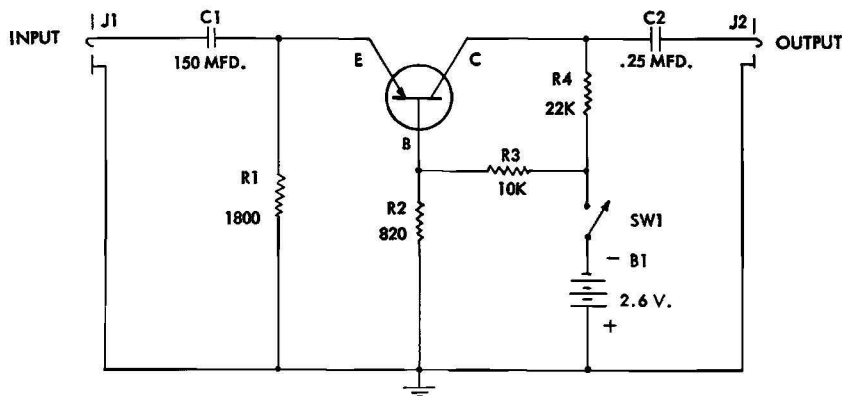 J1
C1
C2
J2
INPUT
OUTPUT
150 MFD.
E
C
.25 MFD.
R4
22K
B
R3
10K
R1
1800
R2
820
SW1
− B1
2.6 V.
+